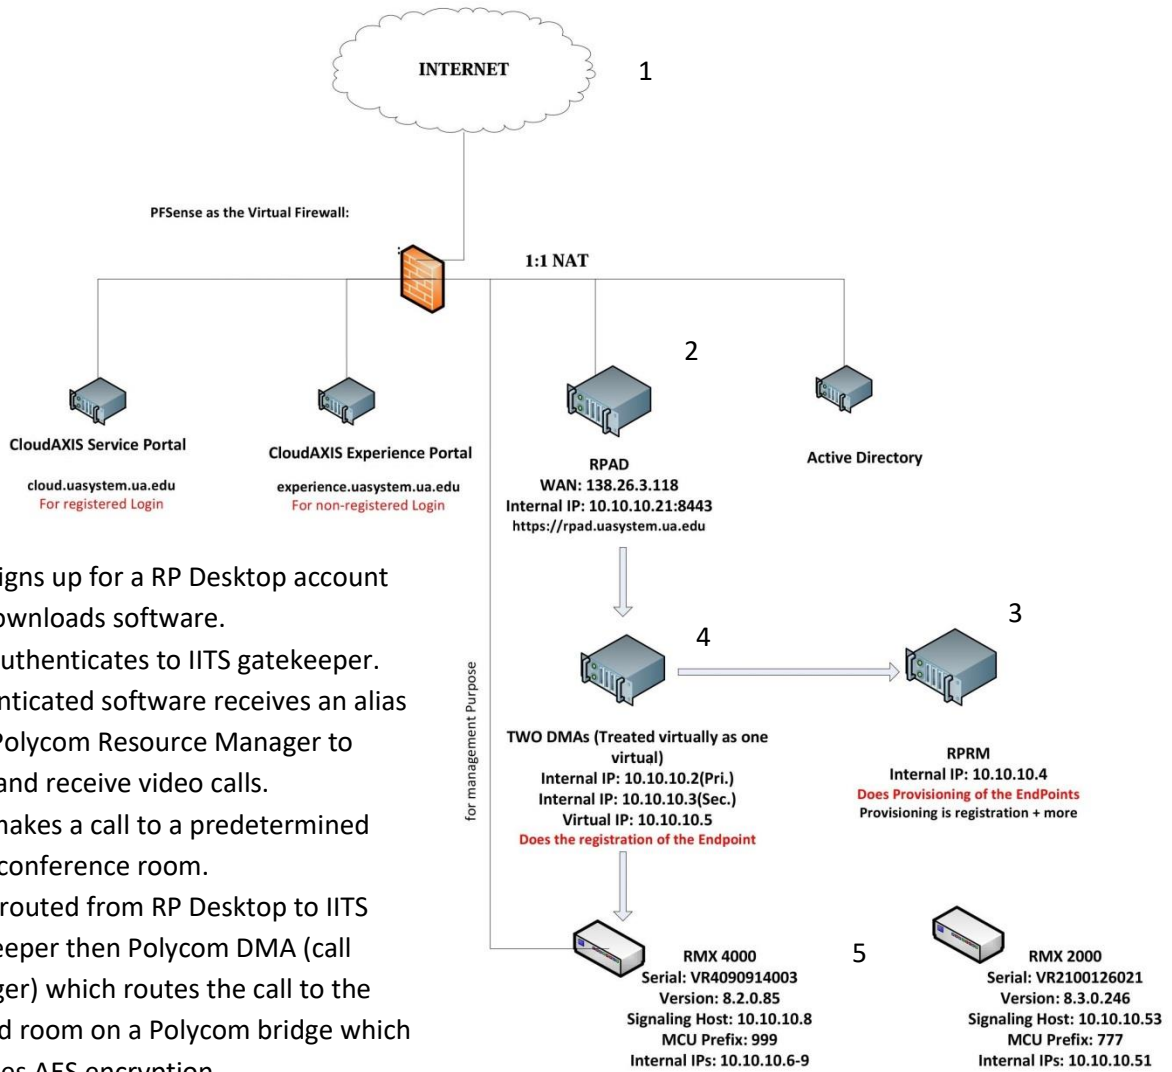 INTERNET
1
PFSense as the Virtual Firewall:
:
1:1 NAT
2
CloudAXIS Service Portal
cloud.uasystem.ua.edu
For registered Login
CloudAXIS Experience Portal
experience.uasystem.ua.edu
For non-registered Login
RPAD
WAN: 138.26.3.118
Internal IP: 10.10.10.21:8443
https://rpad.uasystem.ua.edu
Active Directory
igns up for a RP Desktop account
ownloads software.
uthenticates to IITS gatekeeper.
nticated software receives an alias
Polycom Resource Manager to
and receive video calls.
makes a call to a predetermined
conference room.
routed from RP Desktop to IITS
eeper then Polycom DMA (call
ger) which routes the call to the
d room on a Polycom bridge which
es AES encryption
for management Purpose
4
3
TWO DMAs (Treated virtually as one
virtual)
Internal IP: 10.10.10.2(Pri.)
Internal IP: 10.10.10.3(Sec.)
Virtual IP: 10.10.10.5
Does the registration of the Endpoint
RPRM
Internal IP: 10.10.10.4
Does Provisioning of the EndPoints
Provisioning is registration + more
5
RMX 4000
Serial: VR4090914003
Version: 8.2.0.85
Signaling Host: 10.10.10.8
MCU Prefix: 999
Internal IPs: 10.10.10.6-9
RMX 2000
Serial: VR2100126021
Version: 8.3.0.246
Signaling Host: 10.10.10.53
MCU Prefix: 777
Internal IPs: 10.10.10.51